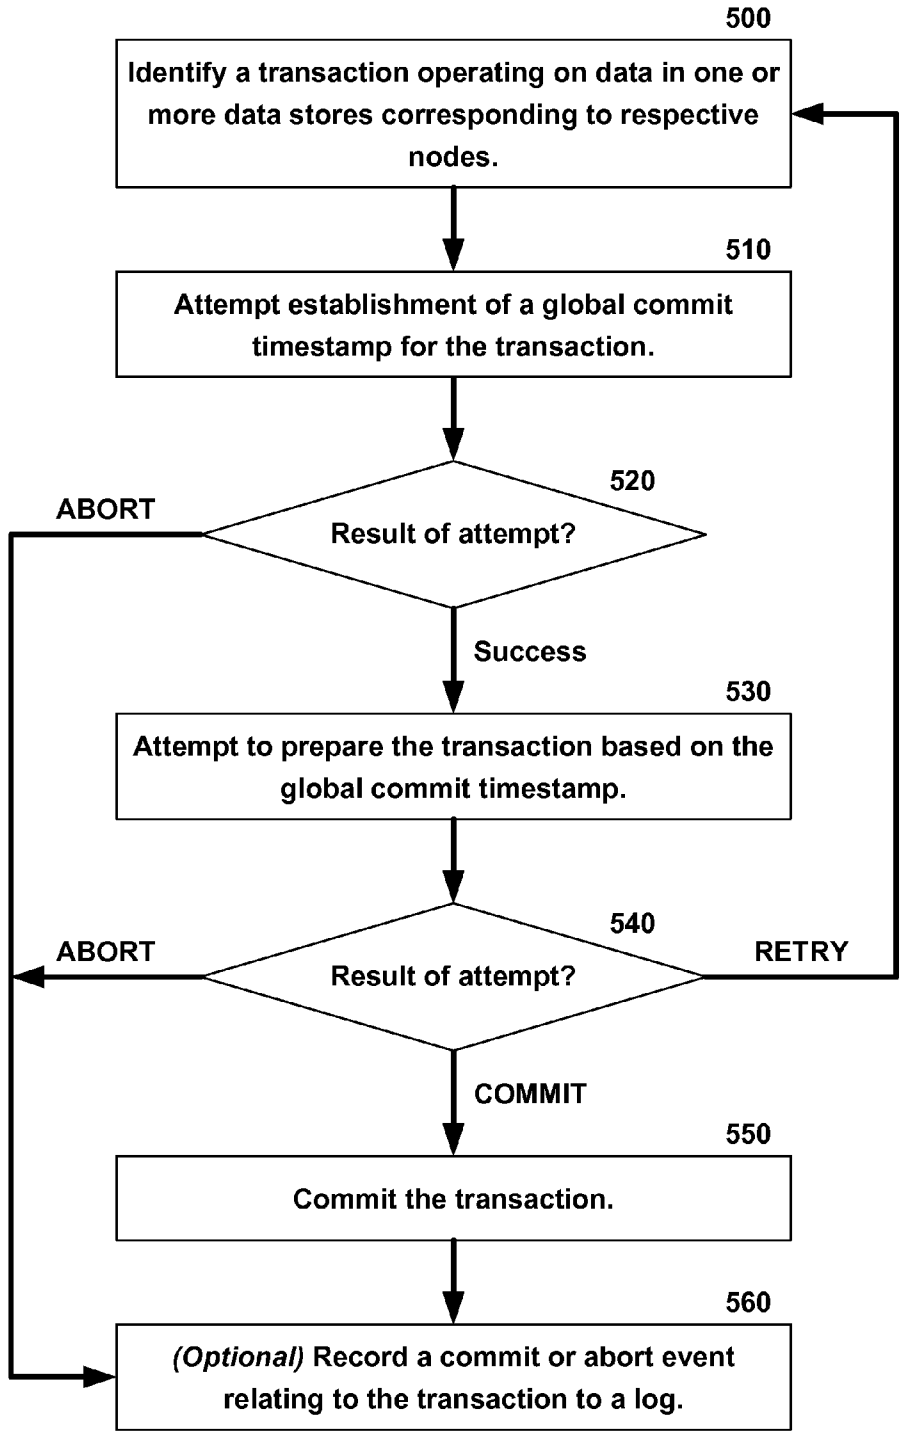 500
Identify a transaction operating on data in one or
more data stores corresponding to respective
nodes.
510
Attempt establishment of a global commit
timestamp for the transaction.
520
ABORT
Result of attempt?
Success
530
Attempt to prepare the transaction based on the
global commit timestamp.
540
ABORT
Result of attempt?
RETRY
COMMIT
550
Commit the transaction.
560
(Optional) Record a commit or abort event
relating to the transaction to a log.